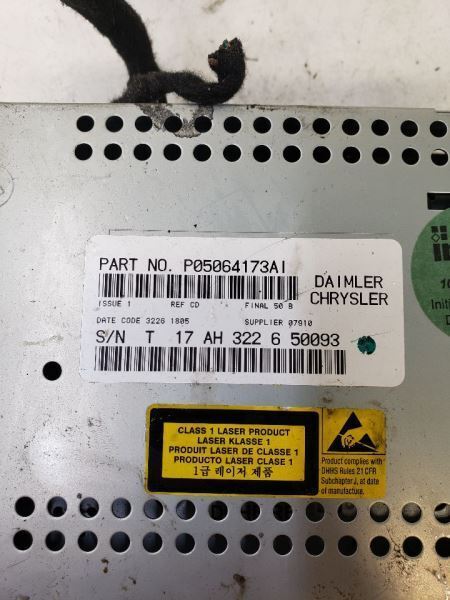 PART NO. P05064173AI
DAIMLER
CHRYSLER
ISSUE 1 REF CD FINAL 50 B
DATE CODE 3226 1805 SUPPLIER 07910
S/N T 17 AH 322 6 50093
CLASS 1 LASER PRODUCT
LASER KLASSE 1
PRODUIT LASER DE CLASSE 1
PRODUCTO LASER CLASE 1
1급 레이저 제품
Product complies with
DHHS Rules 21 CFR
Subchapter J, at date
of manufacture.
Initi